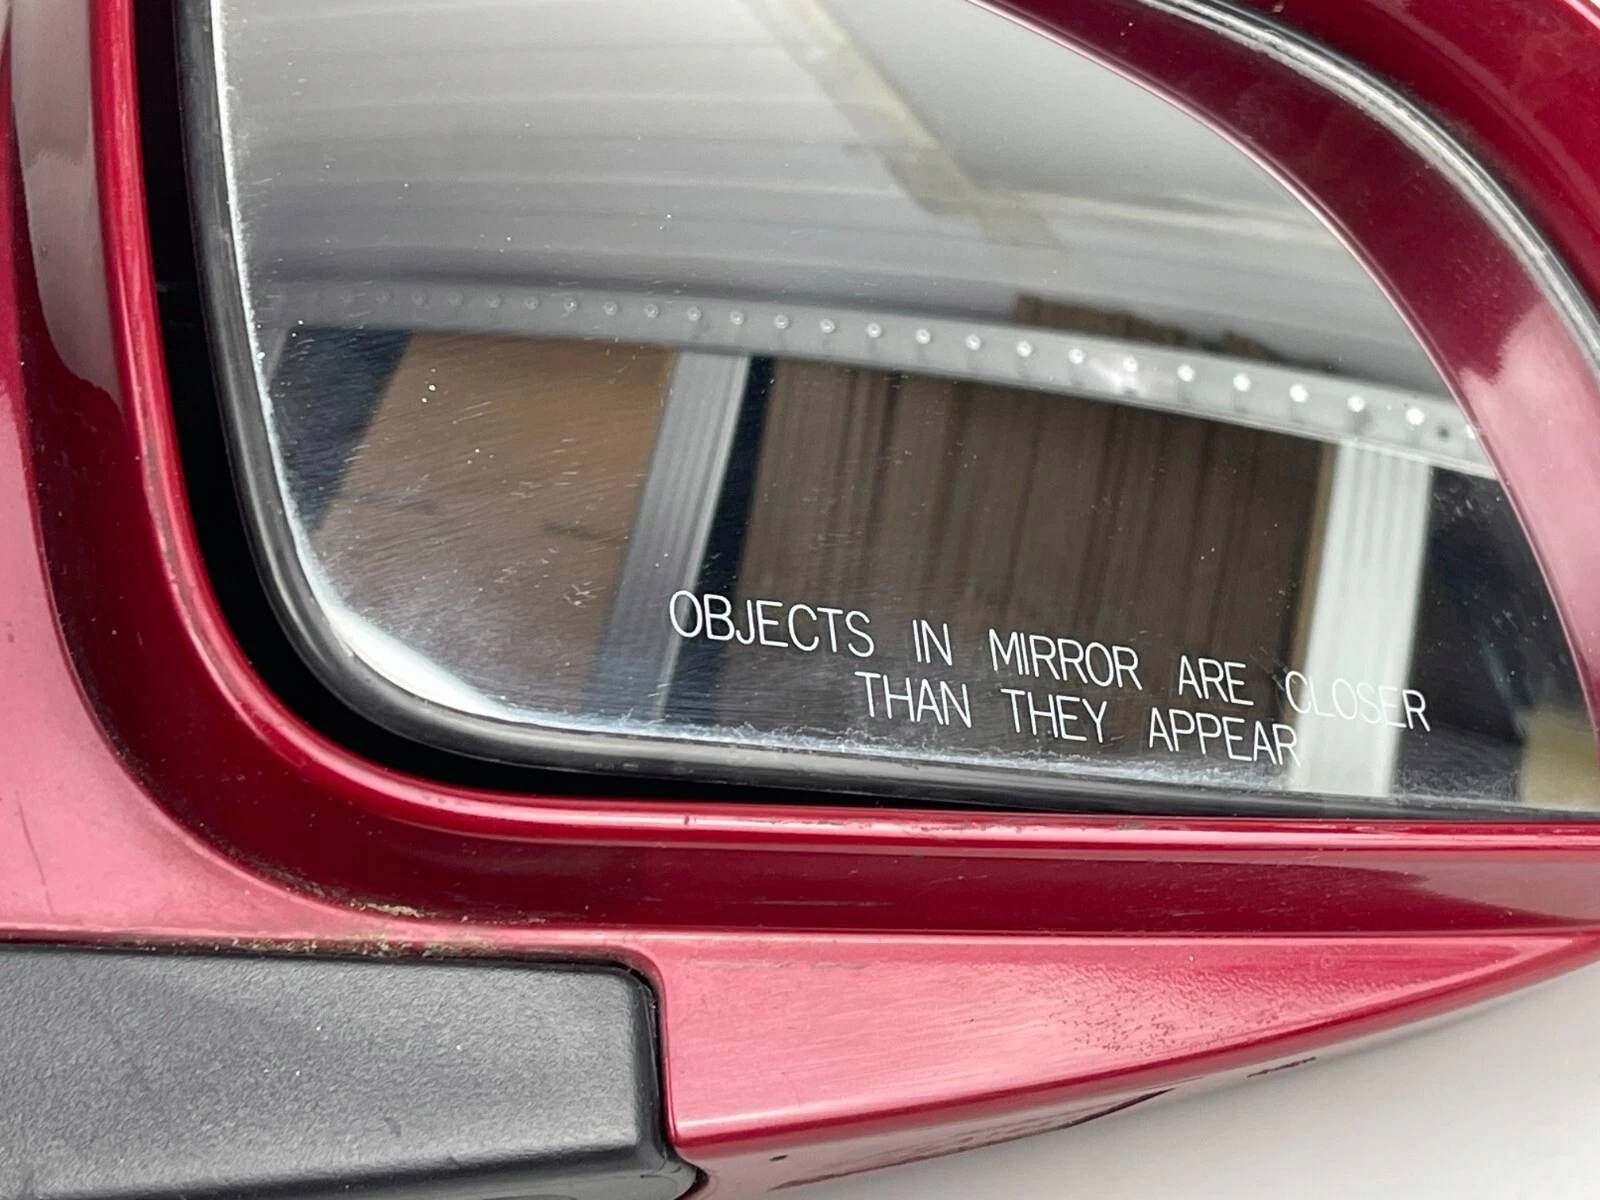 OBJECTS IN MIRROR ARE CLOSER
THAN THEY APPEAR